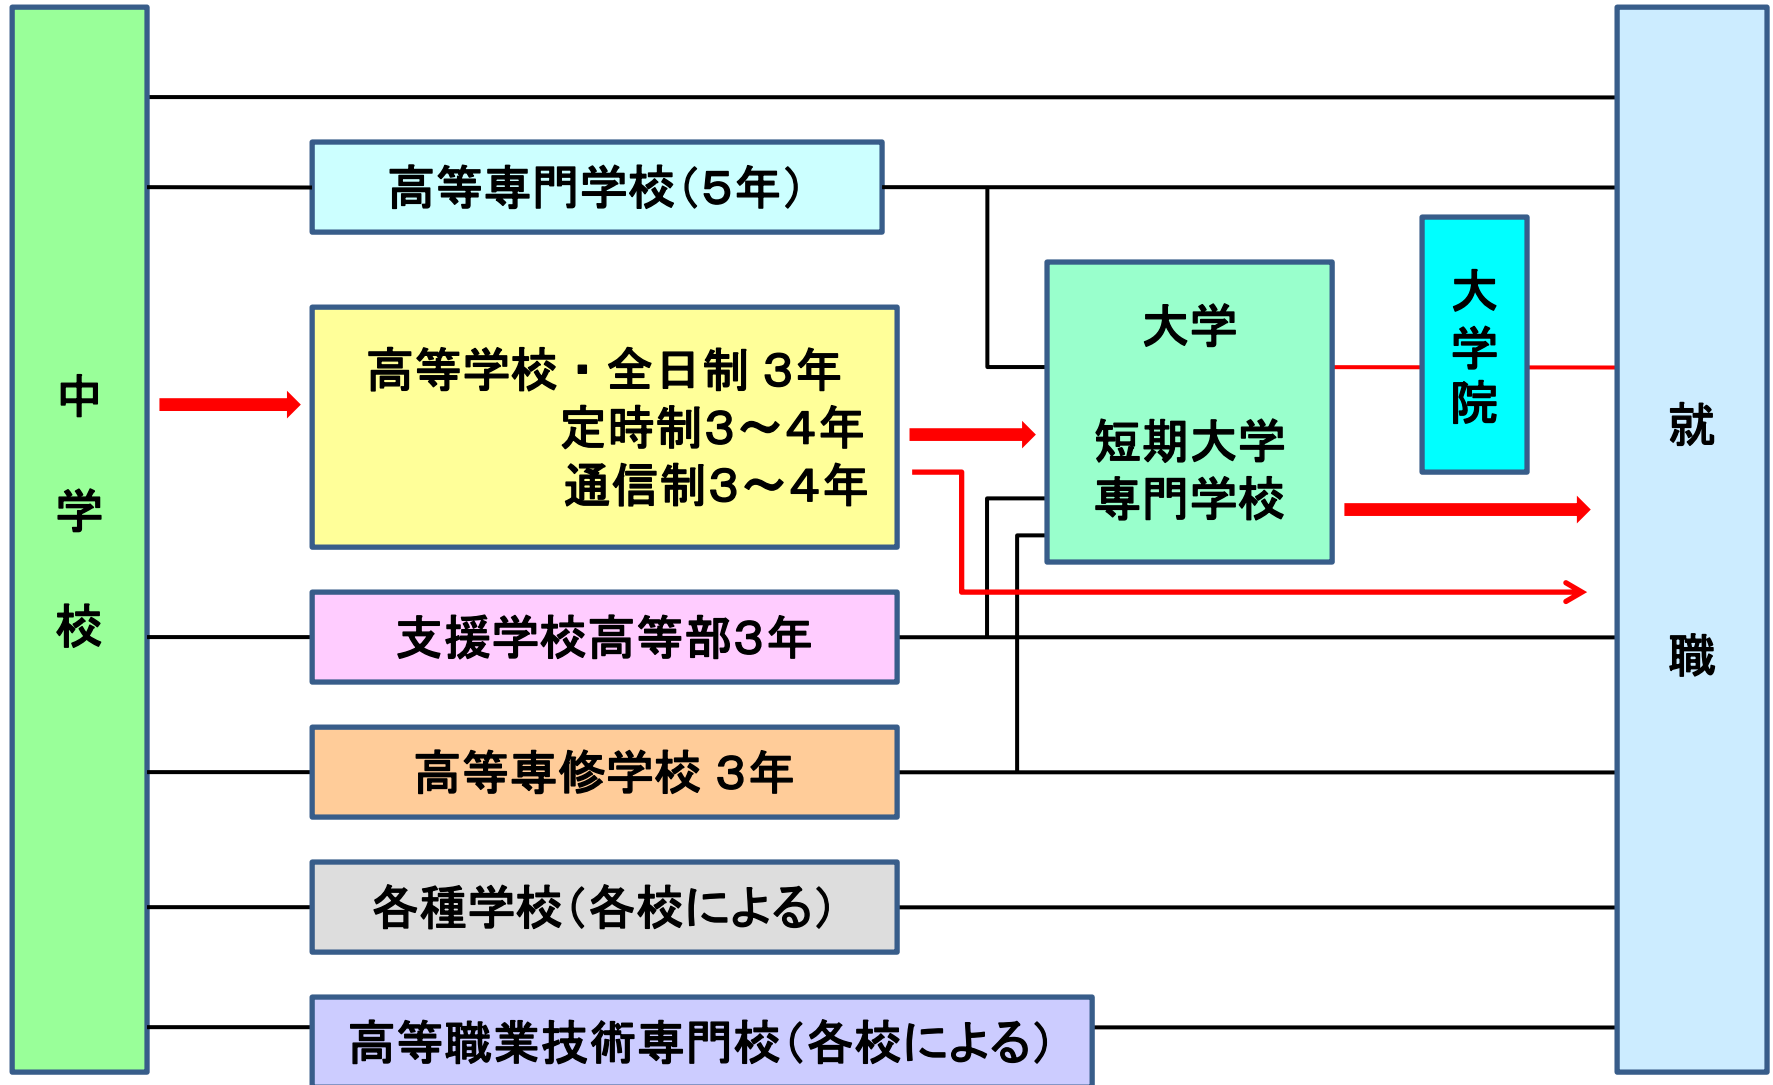 中学校
高等専門学校（５年）
高等学校・全日制 ３年
定時制３～４年
通信制３～４年
支援学校高等部３年
高等専修学校 ３年
各種学校（各校による）
高等職業技術専門校（各校による）
大学
短期大学
専門学校
大学院
就職